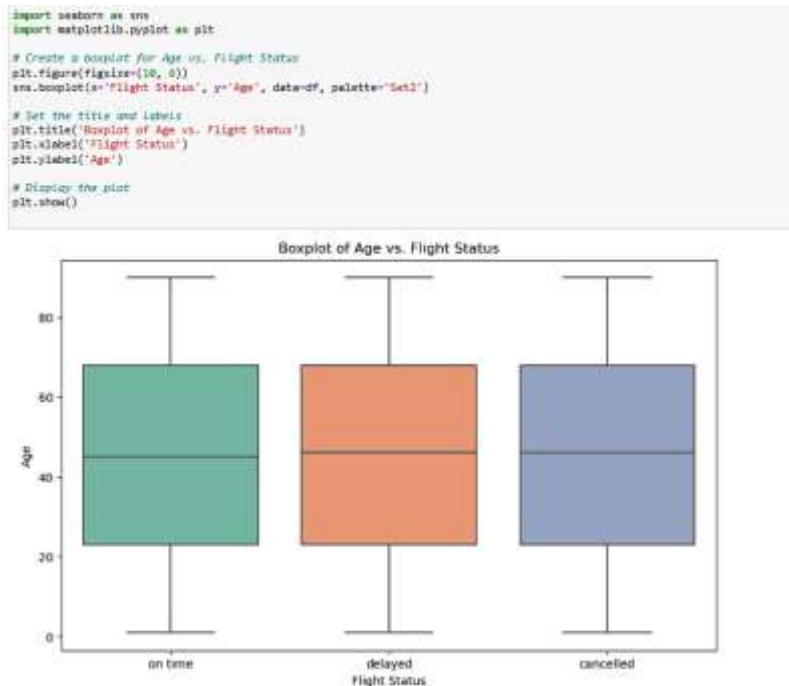 import seaborn as sns
import matplotlib.pyplot as plt
# Create a boxplot for Age vs. Flight Status
plt.figure(figsize=(10, 6))
sns.boxplot(x='Flight Status', y='Age', data=df, palette='Set2')
# Set the title and labels
plt.title('Boxplot of Age vs. Flight Status')
plt.xlabel('Flight Status')
plt.ylabel('Age')
# Display the plot
plt.show()
Boxplot of Age vs. Flight Status
80
60
Age
40
20
0
on time delayed cancelled
Flight Status